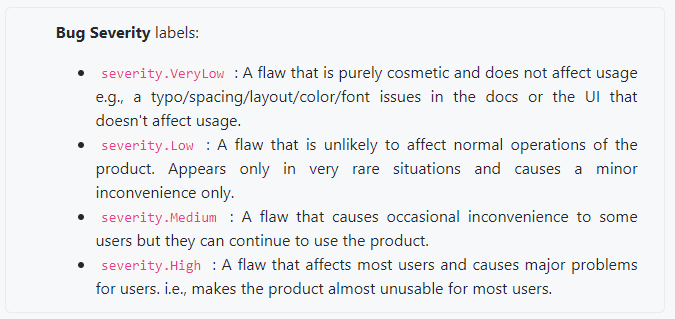 Bug Severity labels:
• severity.VeryLow : A flaw that is purely cosmetic and does not affect usage
e.g., a typo/spacing/layout/color/font issues in the docs or the UI that
doesn't affect usage.
• severity.Low : A flaw that is unlikely to affect normal operations of the
product. Appears only in very rare situations and causes a minor
inconvenience only.
• severity.Medium : A flaw that causes occasional inconvenience to some
users but they can continue to use the product.
• severity.High : A flaw that affects most users and causes major problems
for users. i.e., makes the product almost unusable for most users.